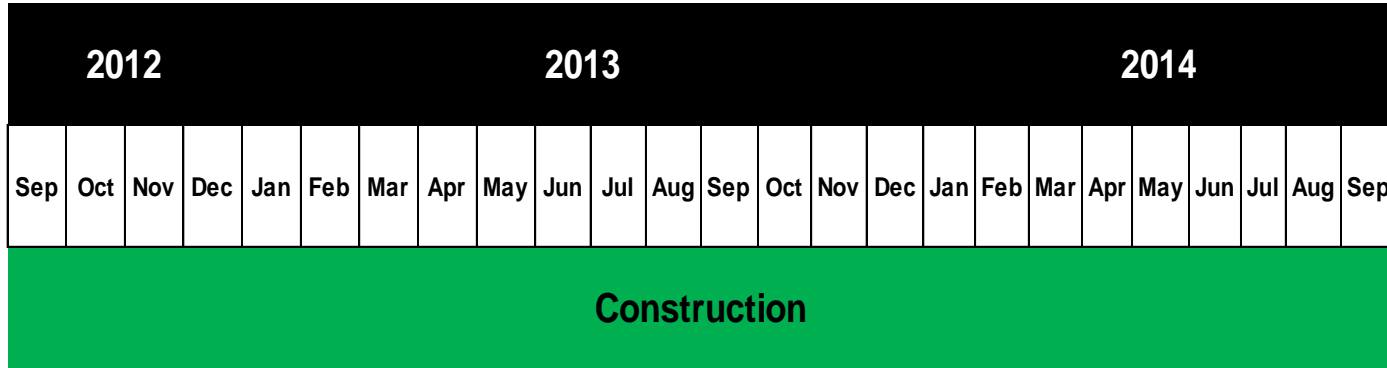 2012 2013 2014
Sep Oct Nov Dec Jan Feb Mar Apr May Jun Jul Aug Sep Oct Nov Dec Jan Feb Mar Apr May Jun Jul Aug Sep
Construction